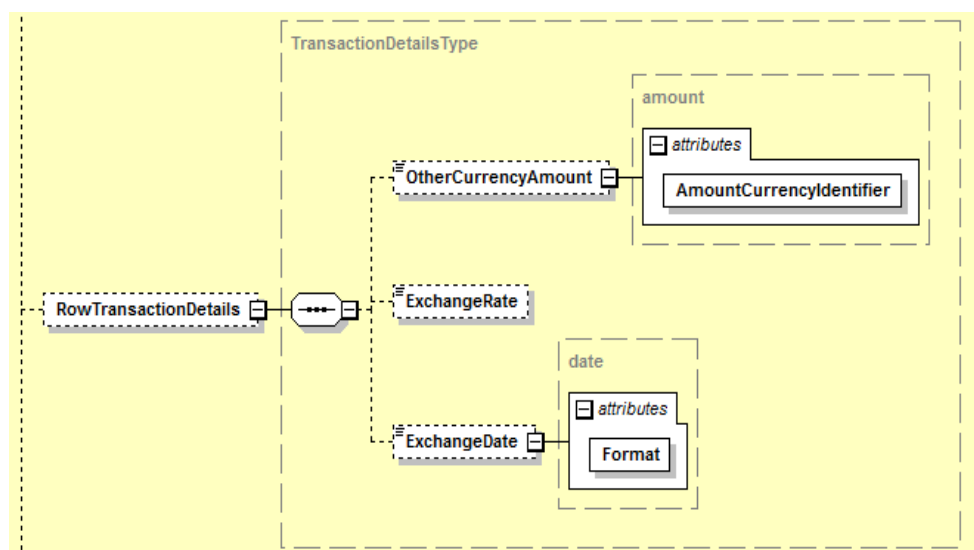 TransactionDetailsType
amount
attributes
OtherCurrencyAmount
AmountCurrencyIdentifier
RowTransactionDetails
ExchangeRate
date
attributes
ExchangeDate
Format